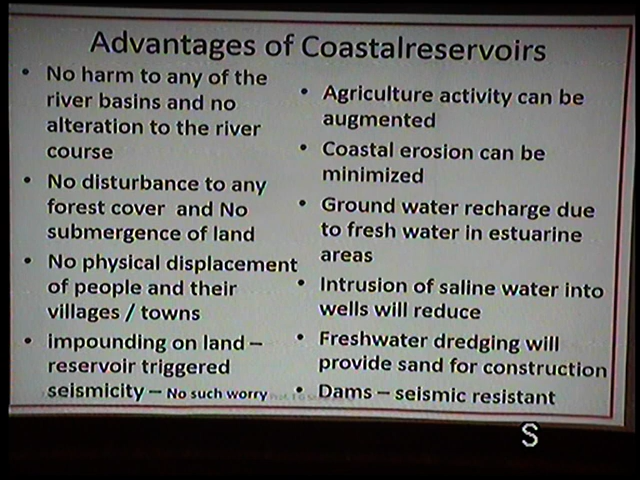 Advantages of Coastalreservoirs
• No harm to any of the
river basins and no
alteration to the river
course
• No disturbance to any
forest cover and No
submergence of land
• No physical displacement
of people and their
villages / towns
• impounding on land –
reservoir triggered
seismicity – No such worry
• Agriculture activity can be
augmented
• Coastal erosion can be
minimized
• Ground water recharge due
to fresh water in estuarine
areas
• Intrusion of saline water into
wells will reduce
• Freshwater dredging will
provide sand for construction
• Dams – seismic resistant
S